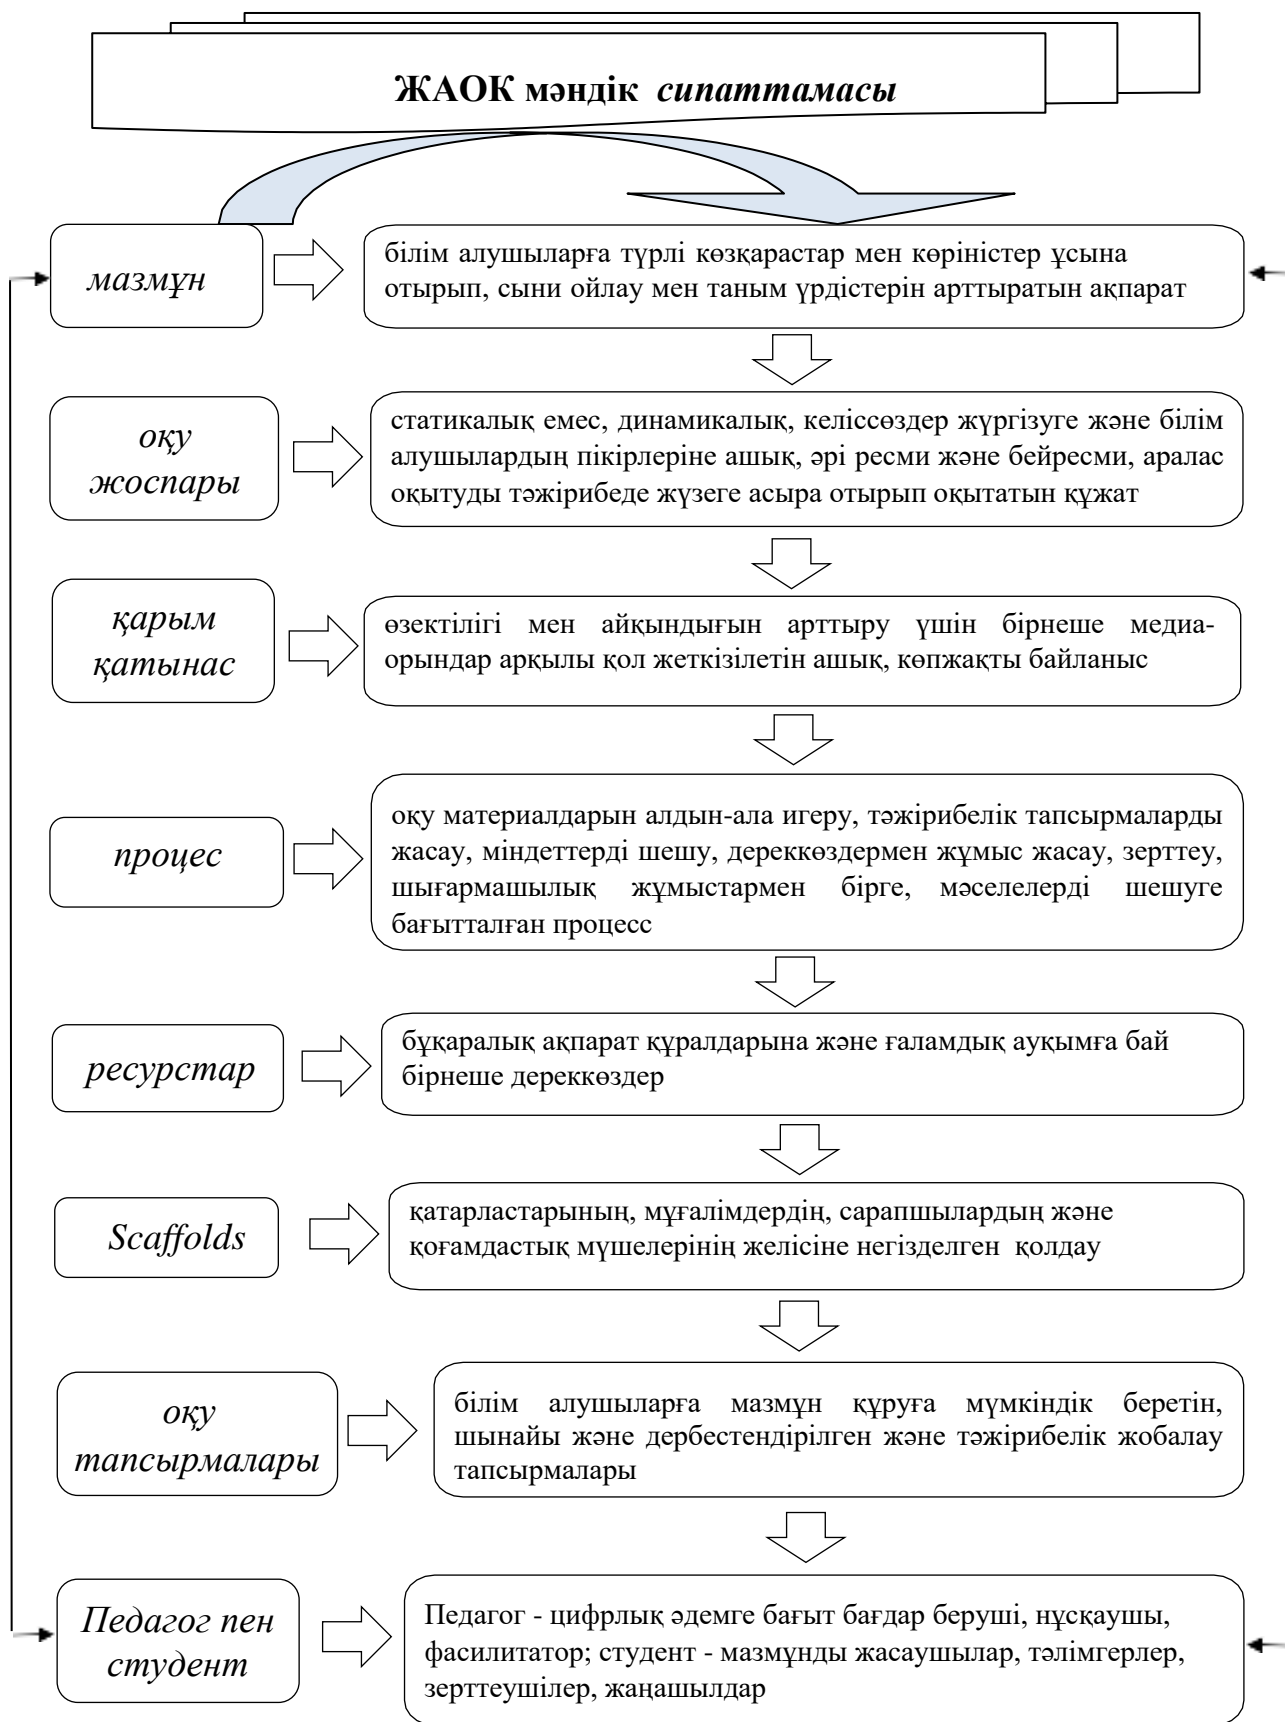 ЖАОК мәндік сипаттамасы
мазмұн
білім алушыларға түрлі көзқарастар мен көріністер ұсына
отырып, сыни ойлау мен таным үрдістерін арттыратын ақпарат
оқу
жоспары
статикалық емес, динамикалық, келіссөздер жүргізуге және білім
алушылардың пікірлеріне ашық, әрі ресми және бейресми, аралас
оқытуды тәжірибеде жүзеге асыра отырып оқытатын құжат
қарым
қатынас
өзектілігі мен айқындығын арттыру үшін бірнеше медиа-
орындар арқылы қол жеткізілетін ашық, көпжақты байланыс
процес
оқу материалдарын алдын-ала игеру, тәжірибелік тапсырмаларды
жасау, міндеттерді шешу, дереккөздермен жұмыс жасау, зерттеу,
шығармашылық жұмыстармен бірге, мәселелерді шешуге
бағытталған процесс
ресурстар
бұқаралық ақпарат құралдарына және ғаламдық ауқымға бай
бірнеше дереккөздер
Scaffolds
қатарластарының, мұғалімдердің, сарапшылардың және
қоғамдастық мүшелерінің желісіне негізделген қолдау
оқу
тапсырмалары
білім алушыларға мазмұн құруға мүмкіндік беретін,
шынайы және дербестендірілген және тәжірибелік жобалау
тапсырмалары
Педагог пен
студент
Педагог - цифрлық әдемге бағыт бағдар беруші, нұсқаушы,
фасилитатор; студент - мазмұнды жасаушылар, тәлімгерлер,
зерттеушілер, жаңашылдар